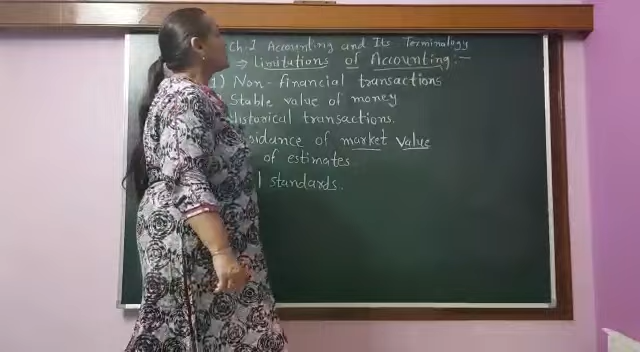 Ch. 1 Accounting and Its Terminology
⇒ Limitations of Accounting :-
1) Non-financial transactions
Stable value of money
Historical transactions.
of market value
of estimates.
standards.